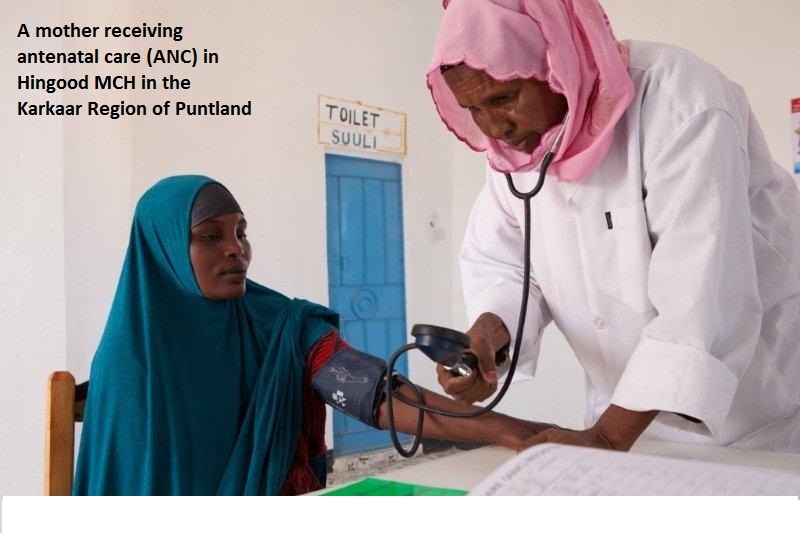 A mother receiving
antenatal care (ANC) in
Hingood MCH in the
Karkaar Region of Puntland
TOILET
SUULI